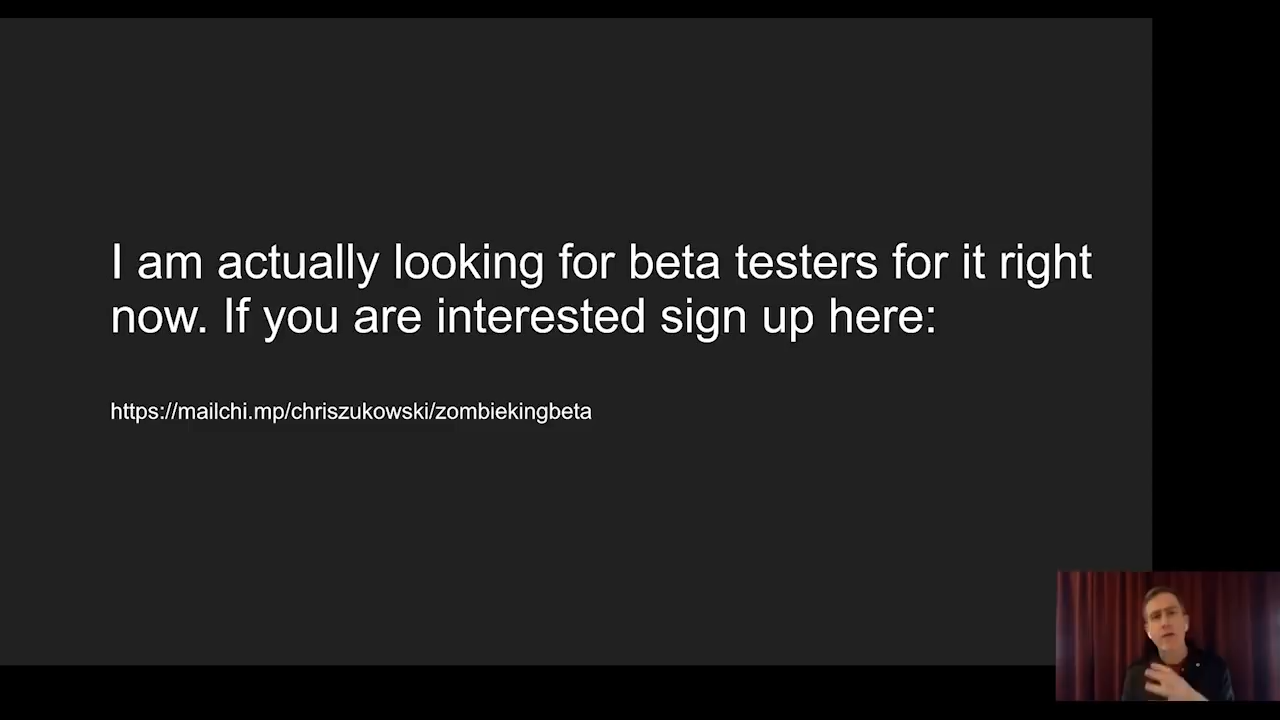 I am actually looking for beta testers for it right
now. If you are interested sign up here:
https://mailchi.mp/chriszukowski/zombiekingbeta